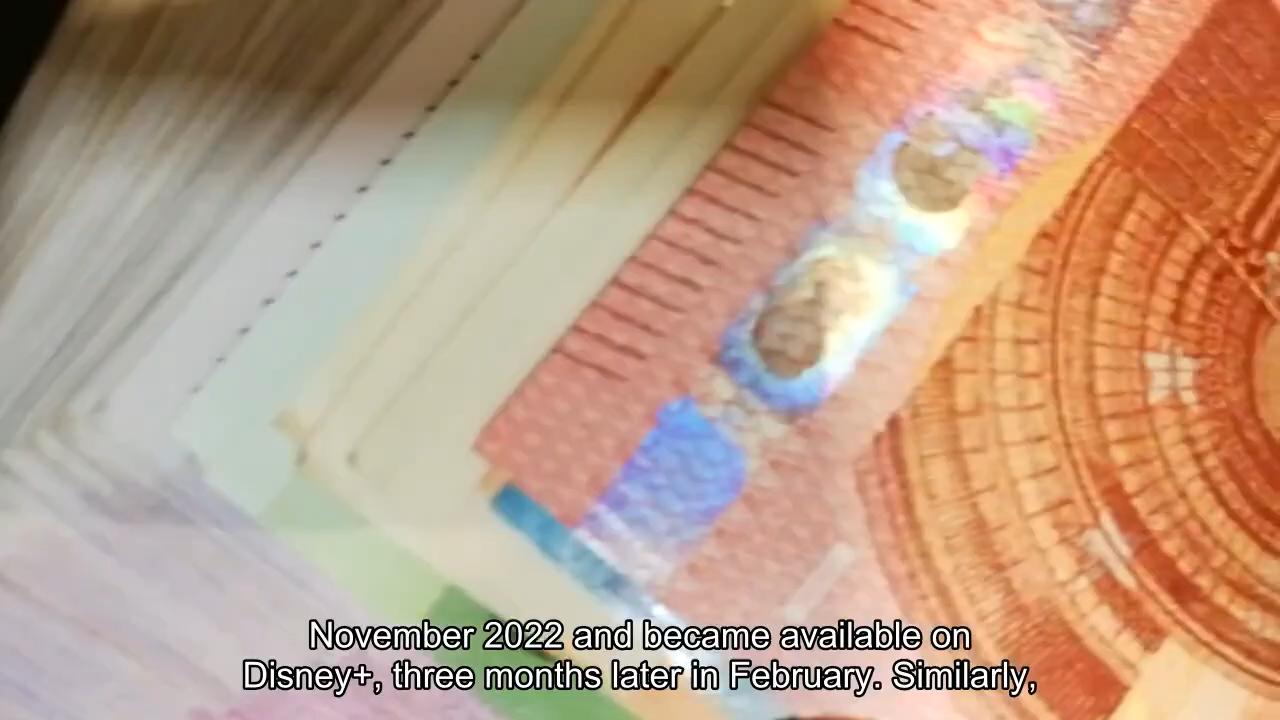 November 2022 and became available on
Disney+, three months later in February. Similarly,